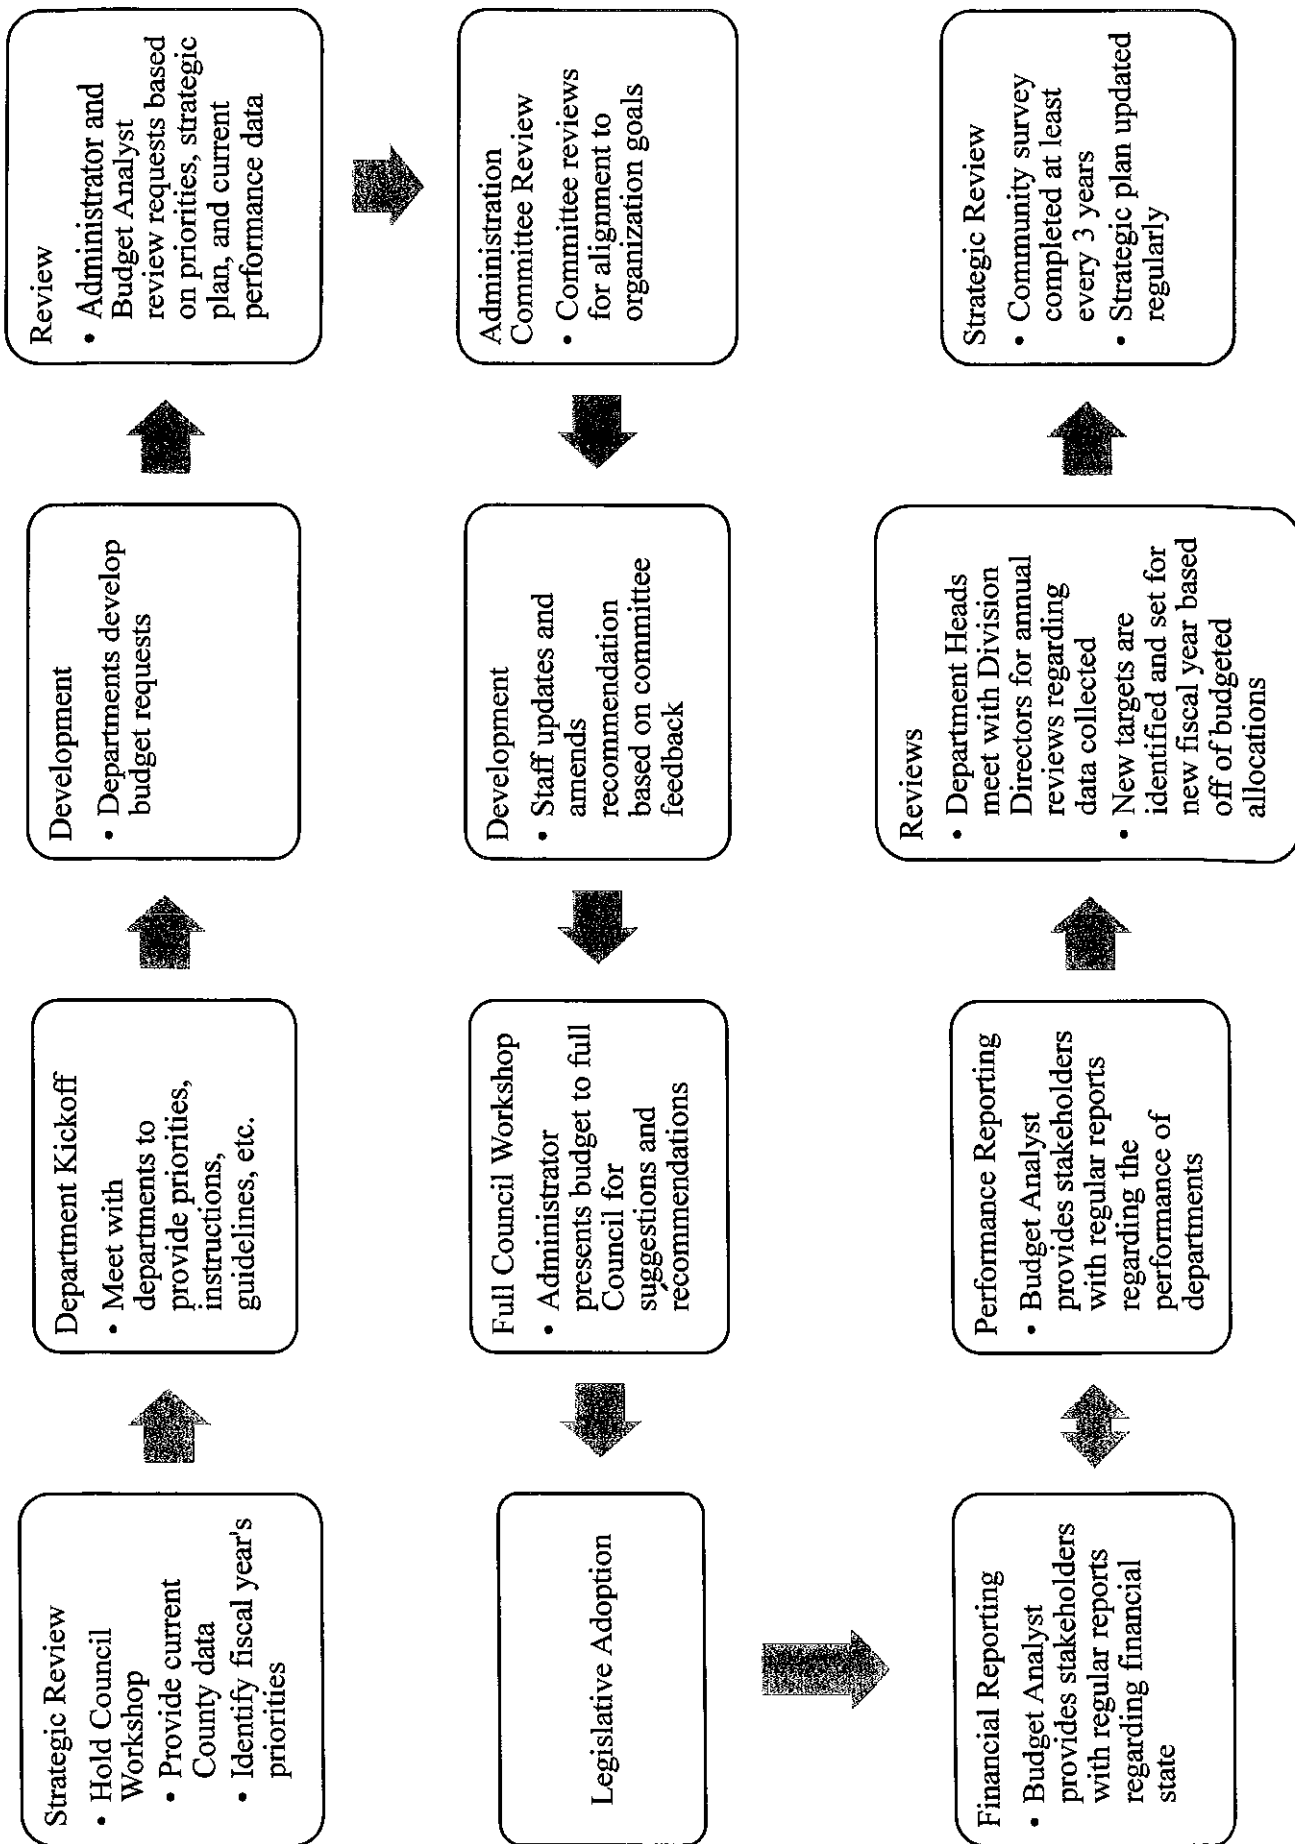 Strategic Review
• Hold Council
Workshop
• Provide current
County data
• Identify fiscal year's
priorities
Department Kickoff
• Meet with
departments to
provide priorities,
instructions,
guidelines, etc.
Development
• Departments develop
budget requests
Review
• Administrator and
Budget Analyst
review requests based
on priorities, strategic
plan, and current
performance data
Administration
Committee Review
• Committee reviews
for alignment to
organization goals
Development
• Staff updates and
amends
recommendation
based on committee
feedback
Full Council Workshop
• Administrator
presents budget to full
Council for
suggestions and
recommendations
Legislative Adoption
Financial Reporting
• Budget Analyst
provides stakeholders
with regular reports
regarding financial
state
Performance Reporting
• Budget Analyst
provides stakeholders
with regular reports
regarding the
performance of
departments
Reviews
• Department Heads
meet with Division
Directors for annual
reviews regarding
data collected
• New targets are
identified and set for
new fiscal year based
off of budgeted
allocations
Strategic Review
• Community survey
completed at least
every 3 years
• Strategic plan updated
regularly